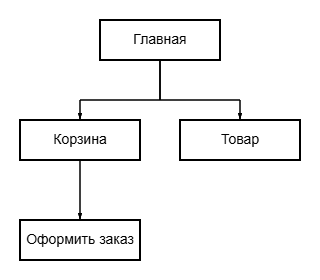 Главная
Корзина
Товар
Оформить заказ